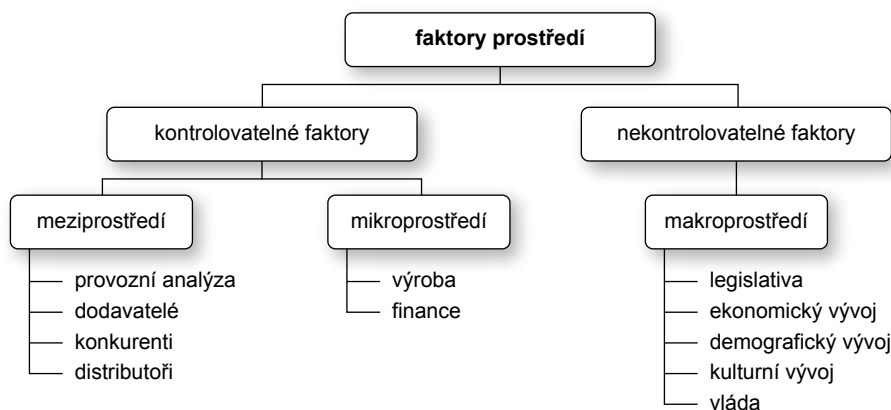 faktory prostředí
kontrolovatelné faktory
nekontrolovatelné faktory
meziprostředí
mikroprostředí
makroprostředí
provozní analýza
dodavatelé
konkurenti
distributoři
výroba
finance
legislativa
ekonomický vývoj
demografický vývoj
kulturní vývoj
vláda